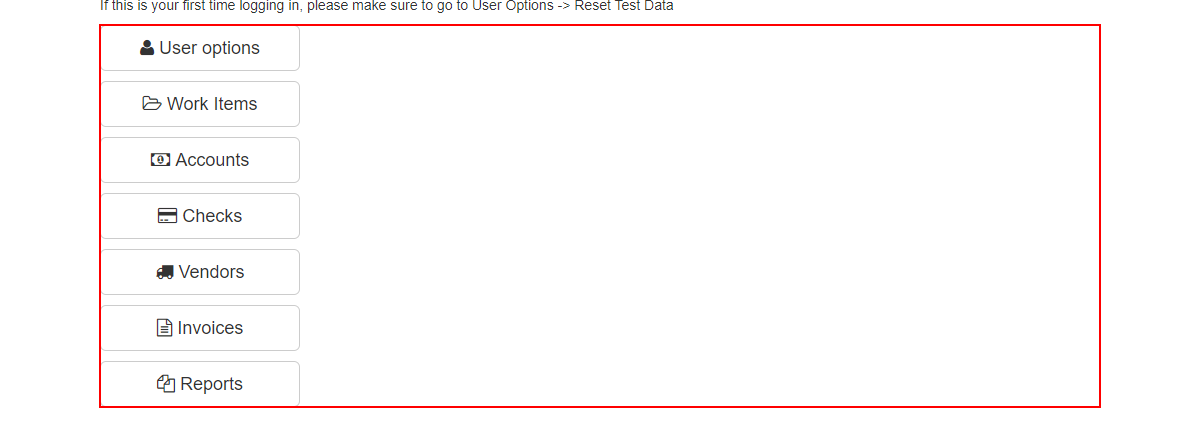 If this is your first time logging in, please make sure to go to User Options -> Reset Test Data
User options
Work Items
Accounts
Checks
Vendors
Invoices
Reports